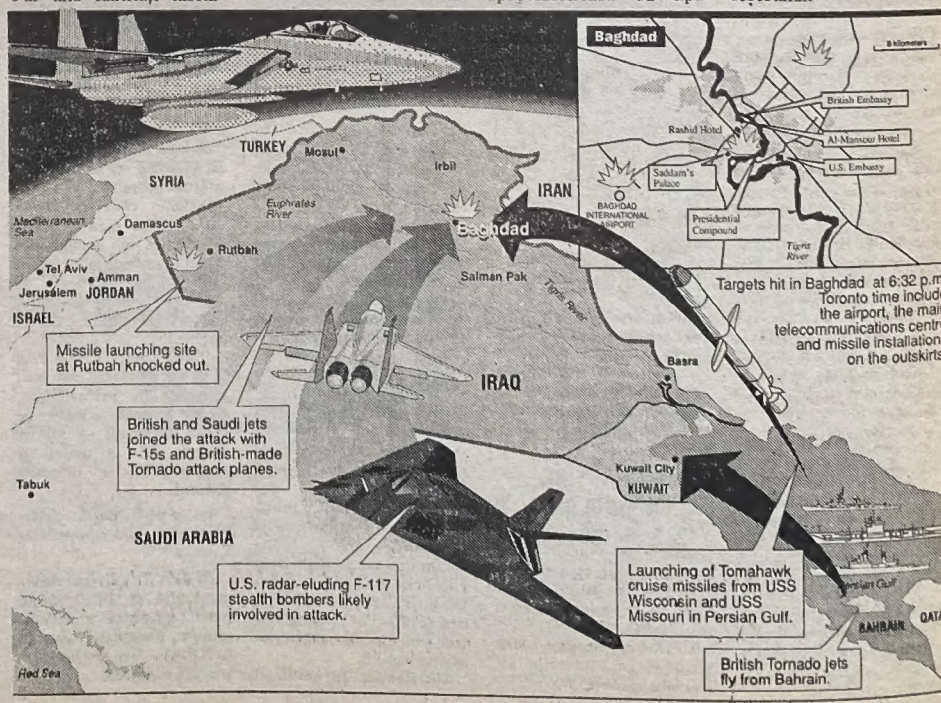 Baghdad
8 kilometers
British Embassy
Rashid Hotel
Al-Mansour Hotel
U.S. Embassy
Saddam's
Palace
BAGHDAD
INTERNATIONAL
AIRPORT
Presidential
Compound
Tigris
River
TURKEY
Mosul
Irbil
SYRIA
IRAN
Mediterranean
Sea
Euphrates
River
Damascus
Baghdad
Rutbah
Salman Pak
Tigris River
Tel Aviv
Amman
Jerusalem
JORDAN
ISRAEL
Targets hit in Baghdad at 6:32 p.m
Toronto time includ
the airport, the main
telecommunications centr
and missile installation
on the outskirts
Missile launching site
at Rutbah knocked out.
Basra
IRAQ
British and Saudi jets
joined the attack with
F-15s and British-made
Tornado attack planes.
Kuwait City
KUWAIT
Tabuk
SAUDI ARABIA
U.S. radar-eluding F-117
stealth bombers likely
involved in attack.
Launching of Tomahawk
cruise missiles from USS
Wisconsin and USS
Missouri in Persian Gulf.
Persian Gulf
BAHRAIN
QATA
British Tornado jets
fly from Bahrain.
Red Sea